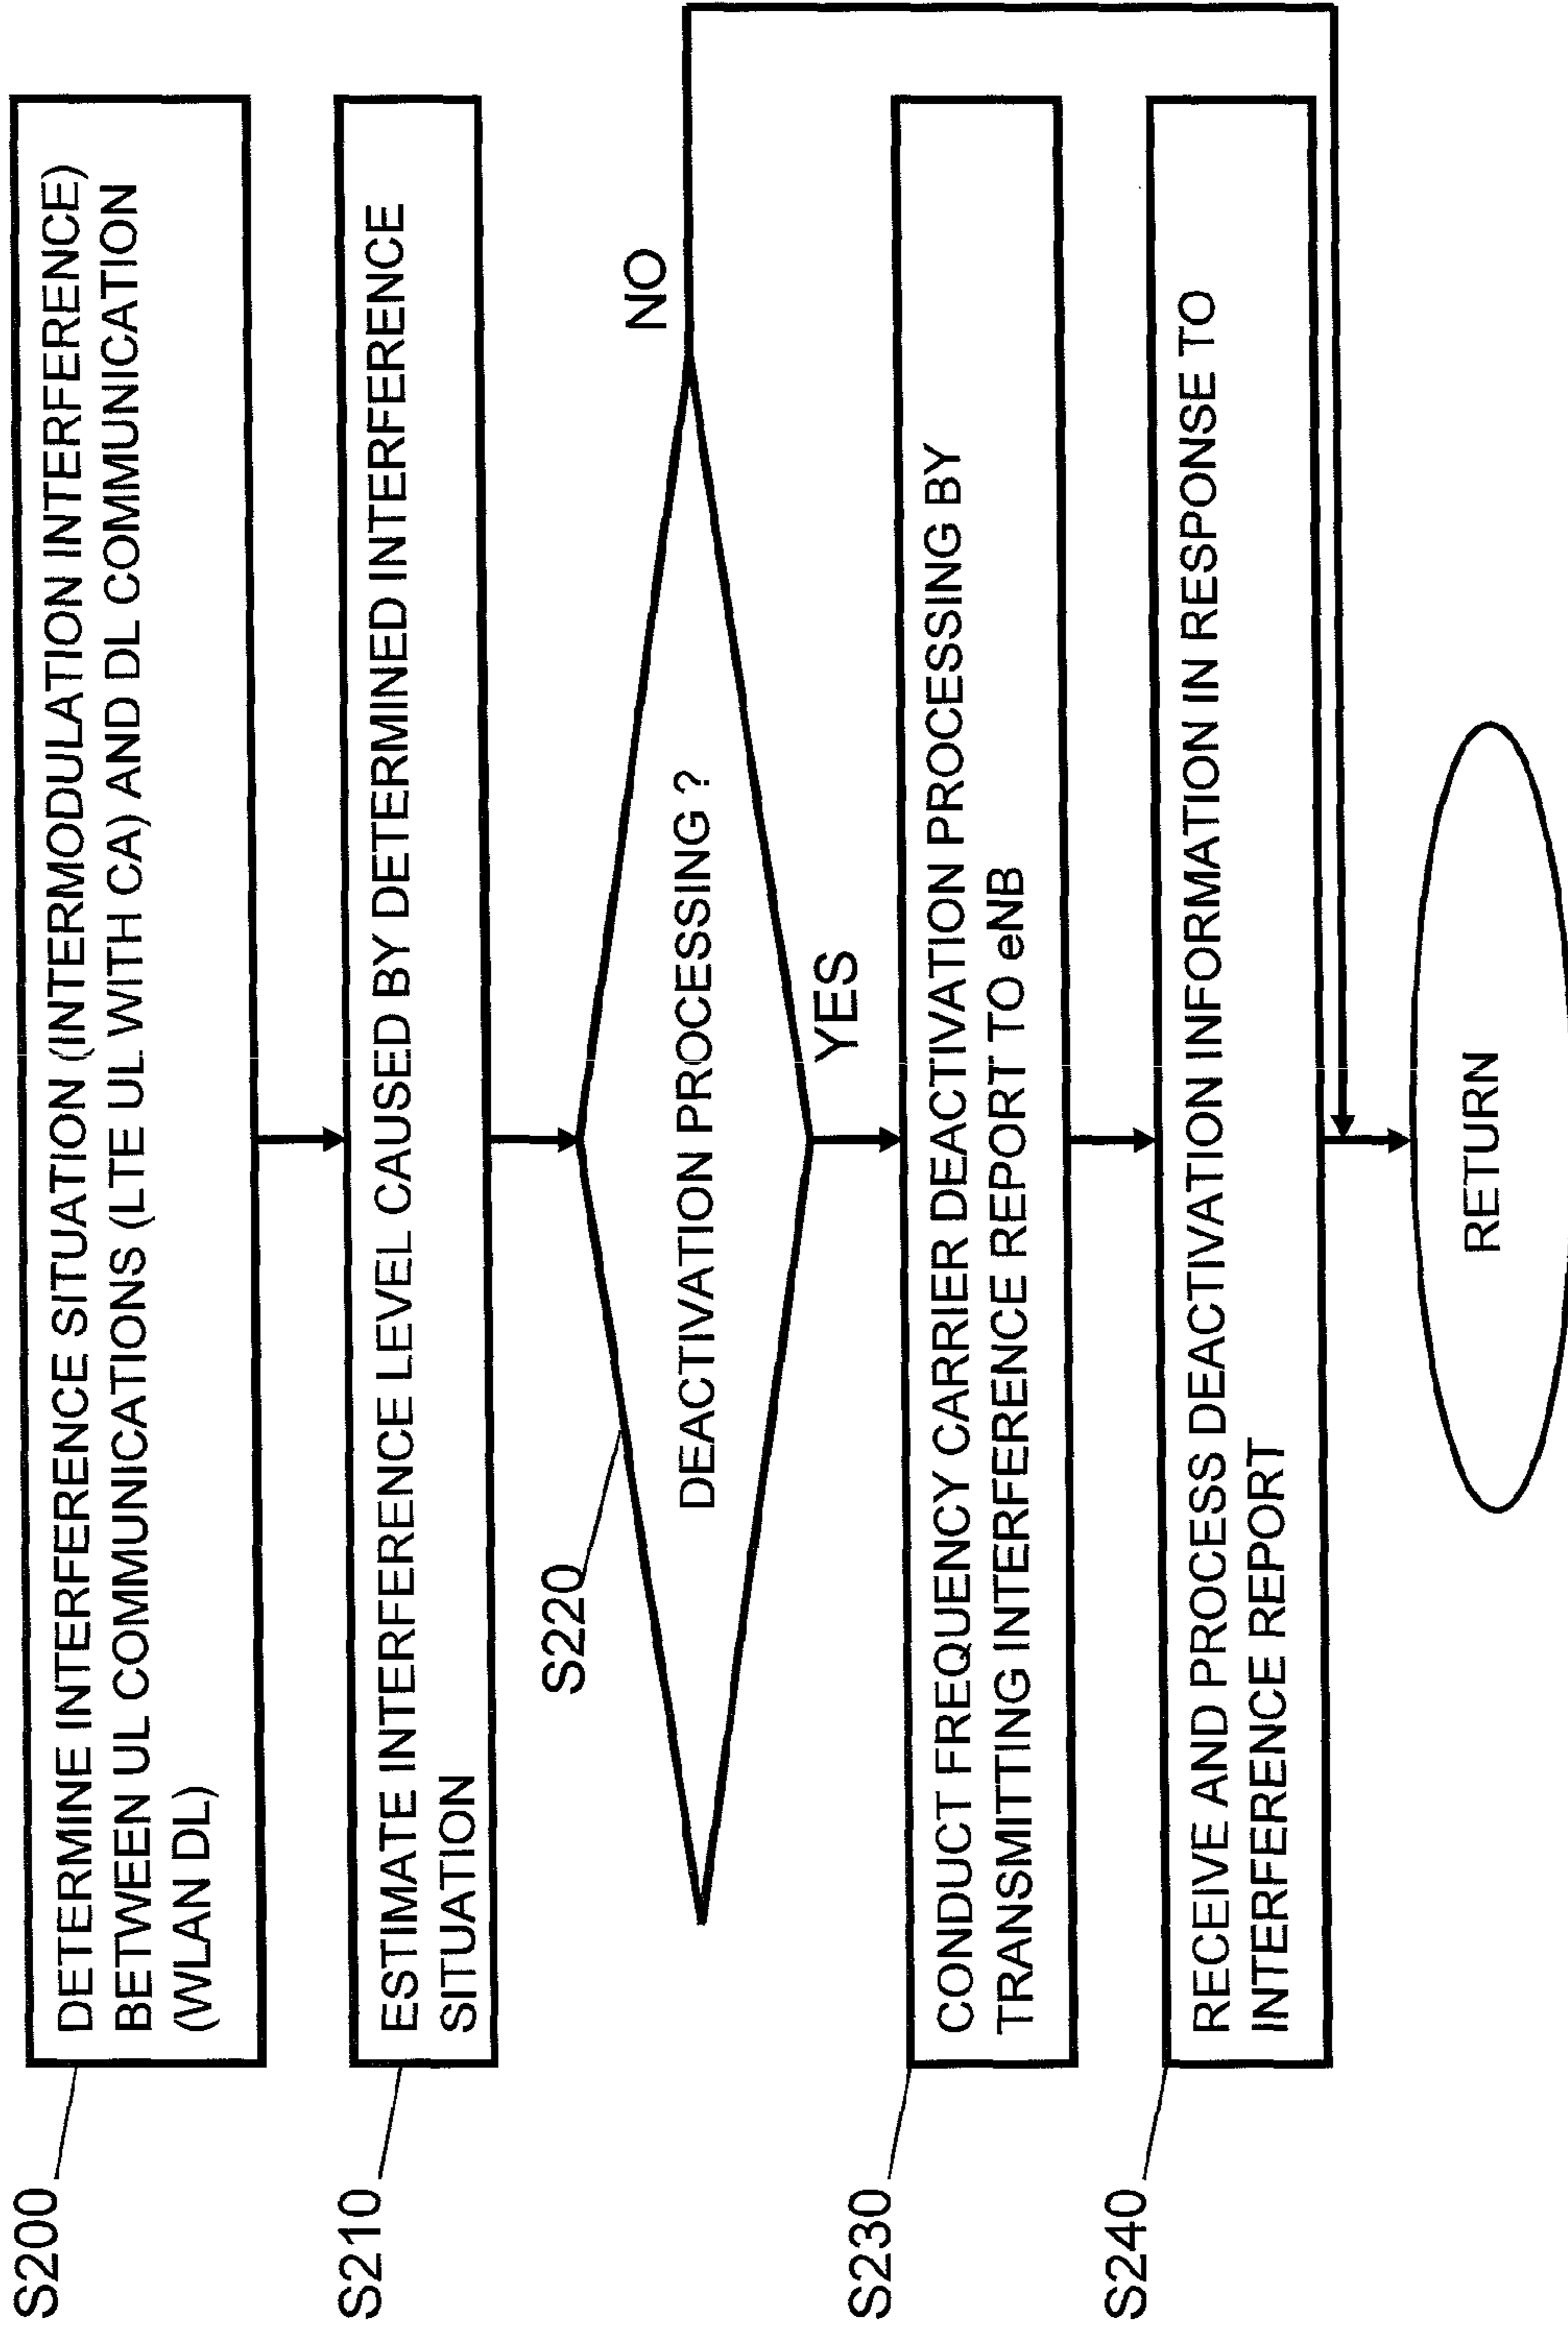 S200
DETERMINE INTERFERENCE SITUATION (INTERMODULATION INTERFERENCE)
BETWEEN UL COMMUNICATIONS (LTE UL WITH CA) AND DL COMMUNICATION
(WLAN DL)
S210
ESTIMATE INTERFERENCE LEVEL CAUSED BY DETERMINED INTERFERENCE
SITUATION
S220
DEACTIVATION PROCESSING ?
NO
YES
S230
CONDUCT FREQUENCY CARRIER DEACTIVATION PROCESSING BY
TRANSMITTING INTERFERENCE REPORT TO eNB
S240
RECEIVE AND PROCESS DEACTIVATION INFORMATION IN RESPONSE TO
INTERFERENCE REPORT
RETURN